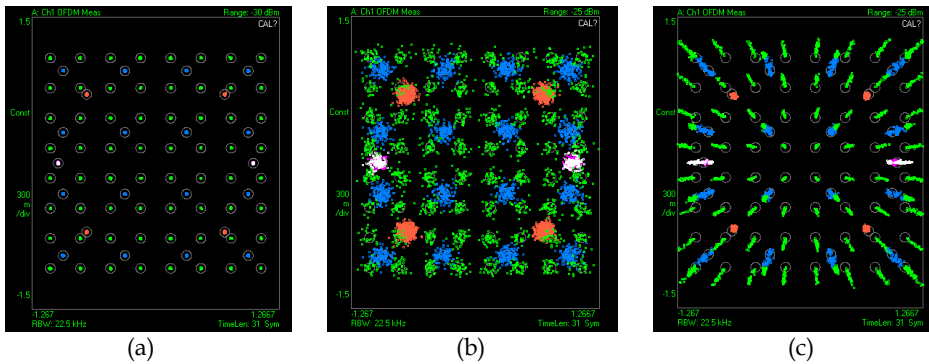 A: Ch1 OFDM Meas Range: -30 dBm
1.5 CAL?
Const
300
m
/div
-1.5
-1.267 1.2667
RBW: 22.5 kHz TimeLen: 31 Sym
(a)
A: Ch1 OFDM Meas Range: -25 dBm
1.5 CAL?
Const
300
m
/div
-1.5
-1.267 1.2667
RBW: 22.5 kHz TimeLen: 31 Sym
(b)
A: Ch1 OFDM Meas Range: -25 dBm
1.5 CAL?
Const
300
m
/div
-1.5
-1.267 1.2667
RBW: 22.5 kHz TimeLen: 31 Sym
(c)